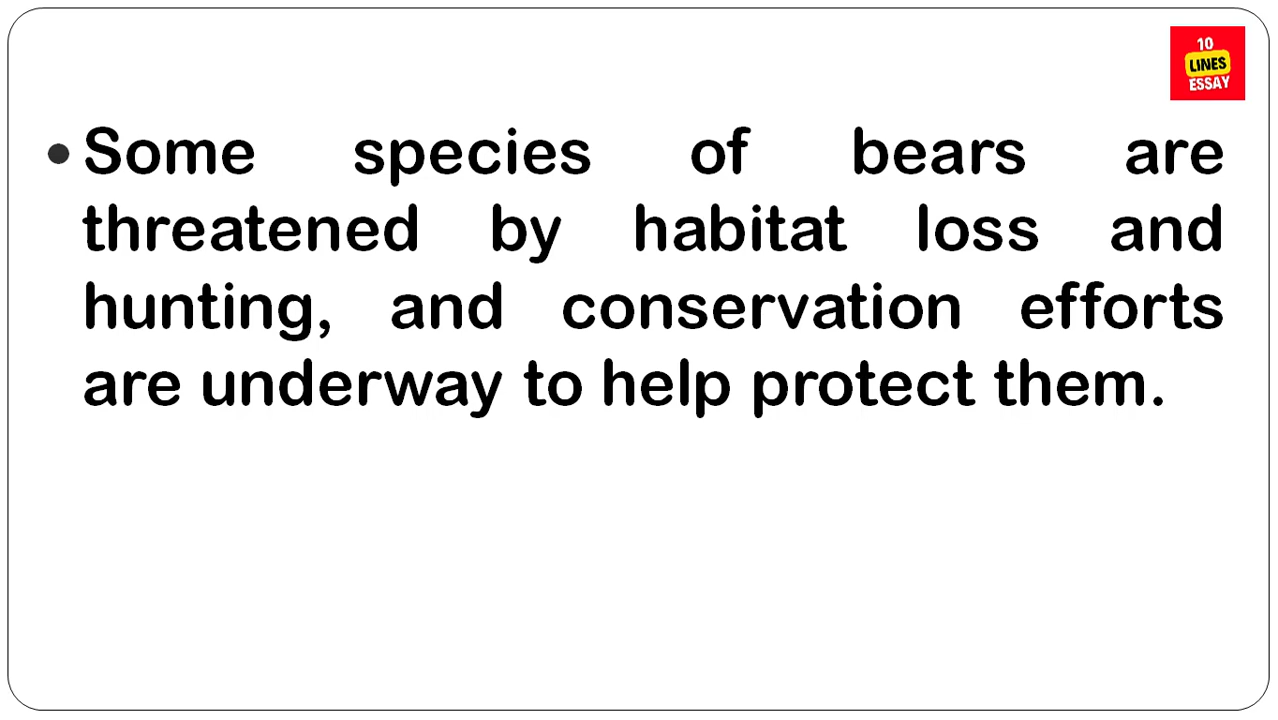 10
LINES
ESSAY
• Some species of bears are
threatened by habitat loss and
hunting, and conservation efforts
are underway to help protect them.